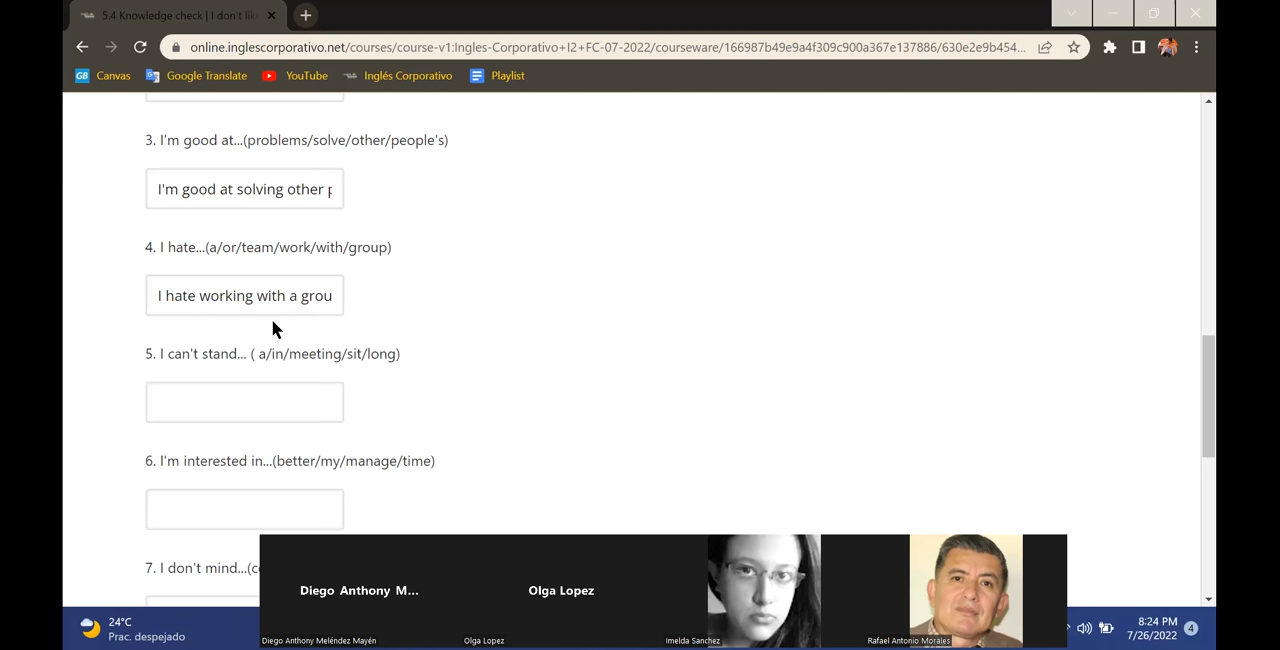 5.4 Knowledge check | I don't lik
online.inglescorporativo.net/courses/course-v1:Ingles-Corporativo+I2+FC-07-2022/courseware/166987b49e9a4f309c900a367e137886/630e2e9b454...
Canvas Google Translate YouTube Inglés Corporativo Playlist
3. I'm good at...(problems/solve/other/people's)
I'm good at solving other p
4. I hate...(a/or/team/work/with/group)
I hate working with a grou
5. I can't stand... ( a/in/meeting/sit/long)
6. I'm interested in...(better/my/manage/time)
7. I don't mind...(c
Diego Anthony M... Olga Lopez
Diego Anthony Meléndez Mayén Olga Lopez Imelda Sanchez Rafael Antonio Morales
24°C
Prac. despejado
8:24 PM
7/26/2022
4